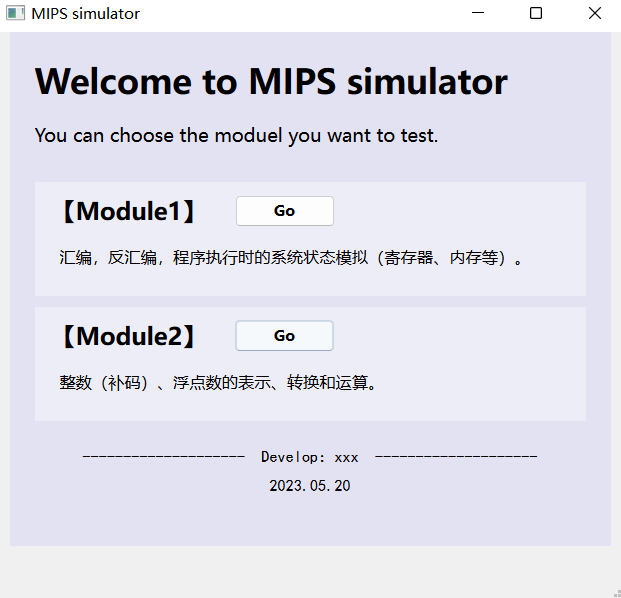 MIPS simulator
Welcome to MIPS simulator
You can choose the moduel you want to test.
【Module1】 Go
汇编，反汇编，程序执行时的系统状态模拟（寄存器、内存等）。
【Module2】 Go
整数（补码）、浮点数的表示、转换和运算。
-------------------- Develop: xxx --------------------
2023.05.20